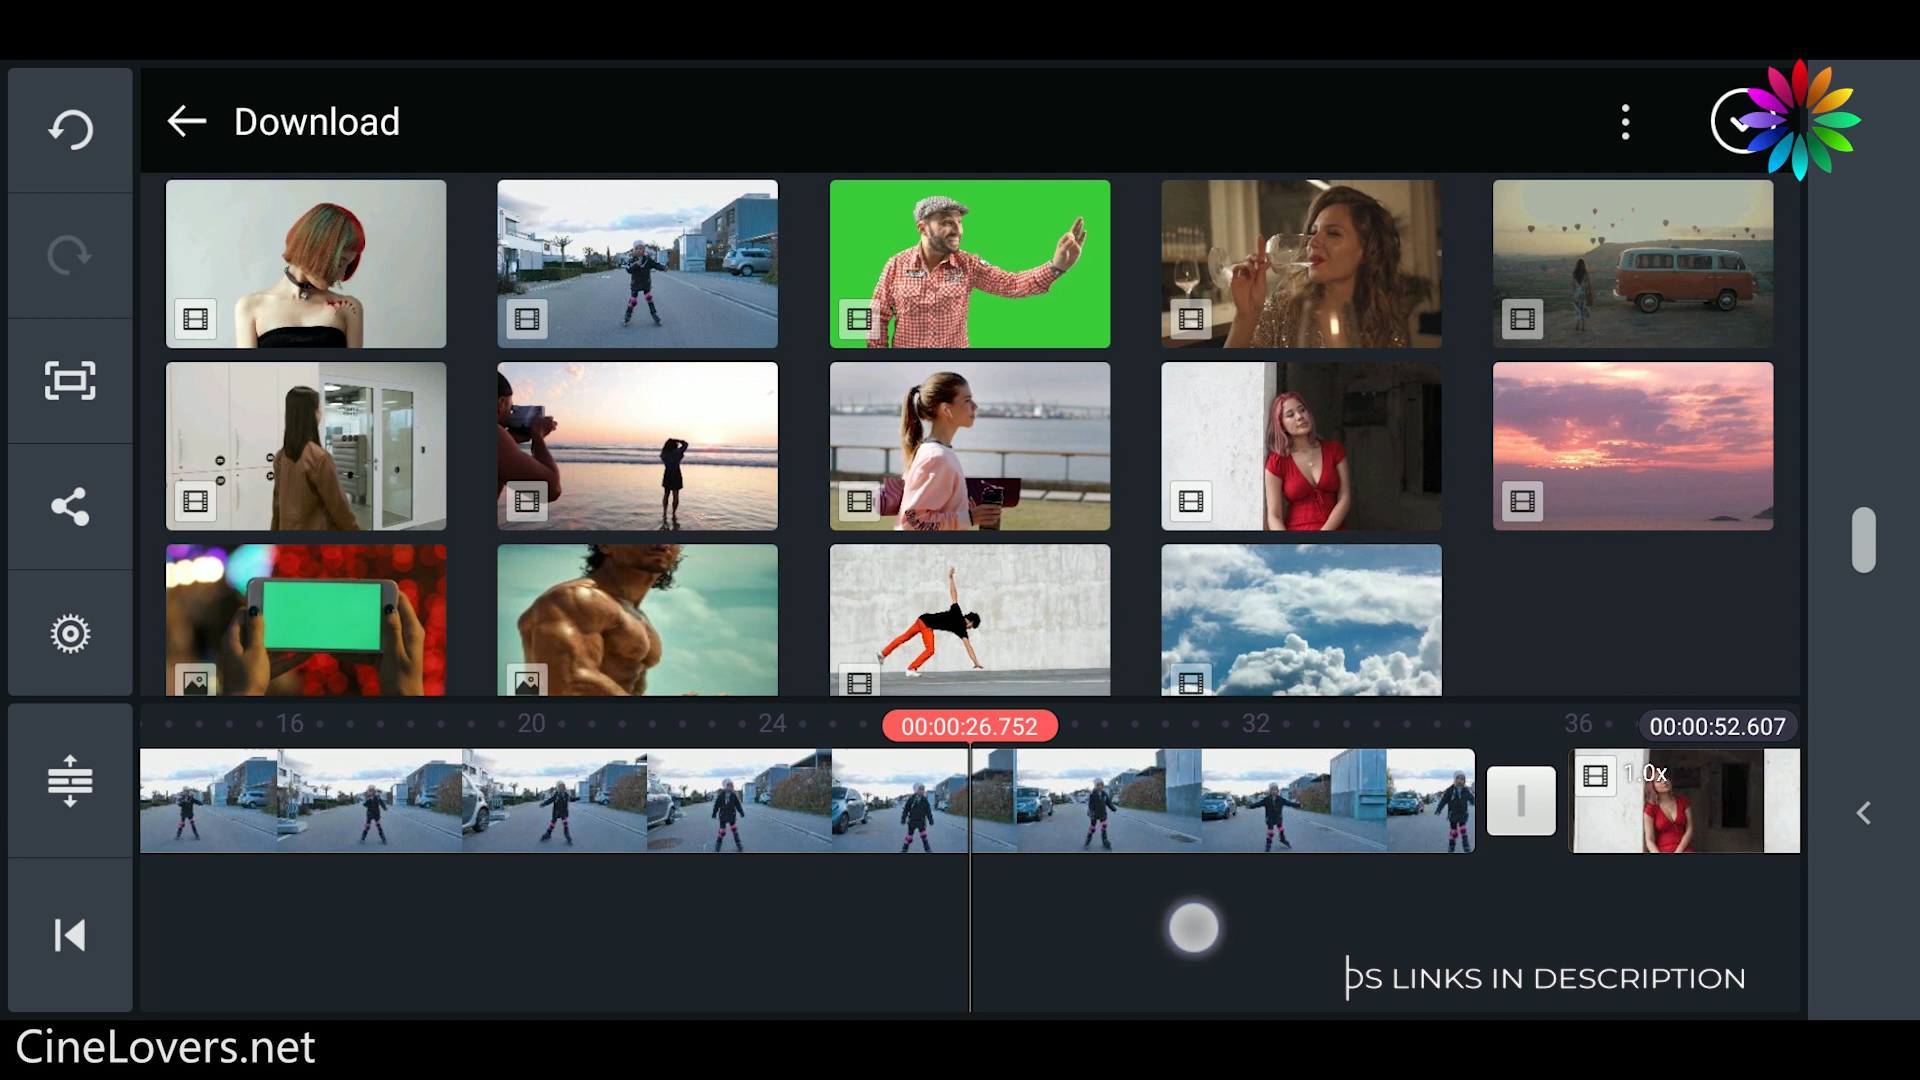 Download
16
20
24
00:00:26.752
32
36
00:00:52.607
1.0x
LINKS IN DESCRIPTION
CineLovers.net